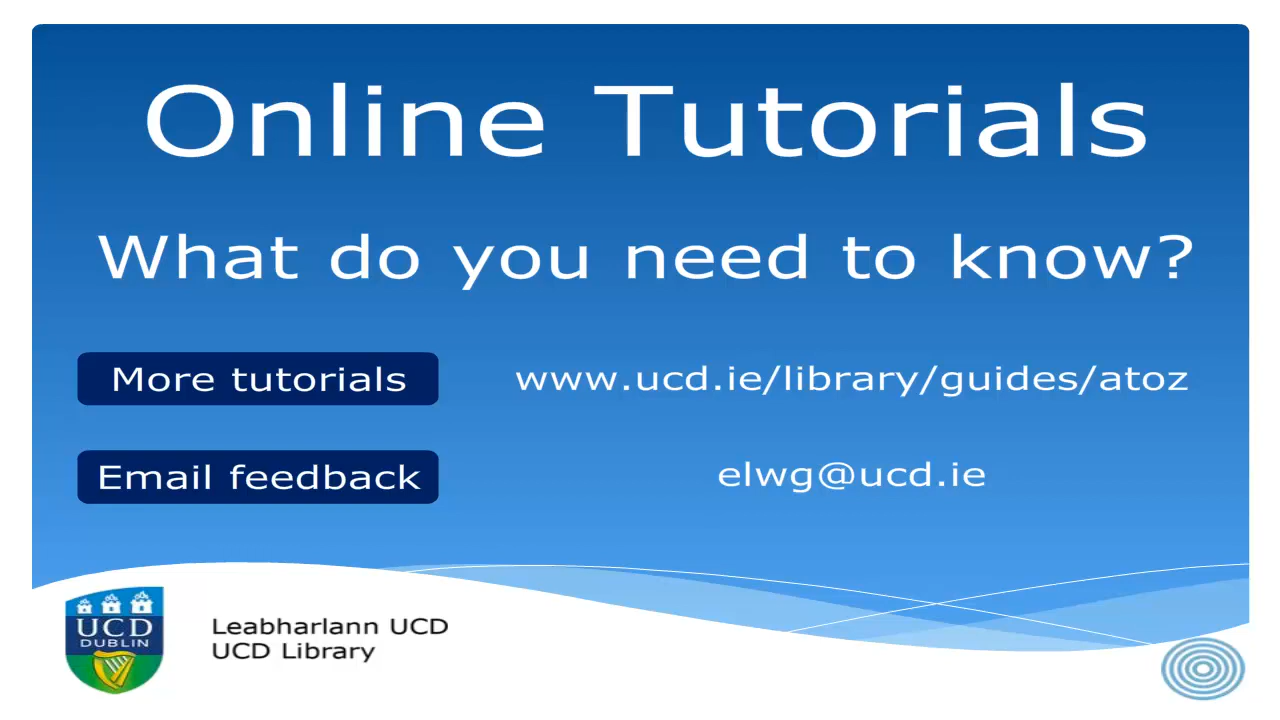 Online Tutorials
What do you need to know?
More tutorials
www.ucd.ie/library/guides/atoz
Email feedback
elwg@ucd.ie
UCD
DUBLIN
Leabharlann UCD
UCD Library